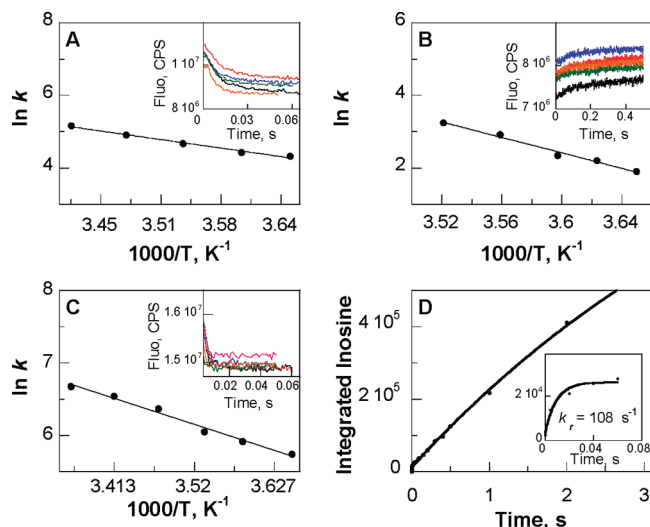 A
8
6
4
ln k
3.45
3.51
3.58
3.64
1000/T, K⁻¹
Fluo, CPS
1 10⁷
8 10⁶
0
0.03
0.06
Time, s
B
6
4
2
ln k
3.52
3.56
3.6
3.64
1000/T, K⁻¹
Fluo, CPS
8 10⁶
7 10⁶
0
0.2
0.4
Time, s
C
8
7
6
ln k
3.413
3.52
3.627
1000/T, K⁻¹
Fluo, CPS
1.6 10⁷
1.5 10⁷
0.02
0.04
0.06
Time, s
D
4 10⁵
2 10⁵
0
Integrated Inosine
0
1
2
3
Time, s
2 10⁴
0
kᵣ = 108 s⁻¹
0
0.04
0.08
Time, s